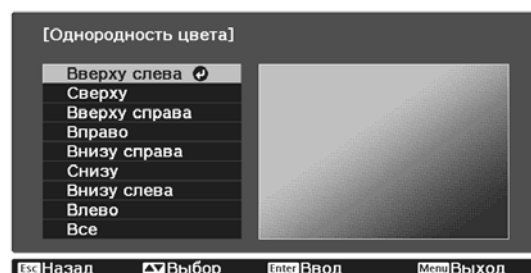 [Однородность цвета]
Вверху слева
Сверху
Вверху справа
Вправо
Внизу справа
Снизу
Внизу слева
Влево
Все
Esc Назад Выбор Enter Ввод Menu Выход